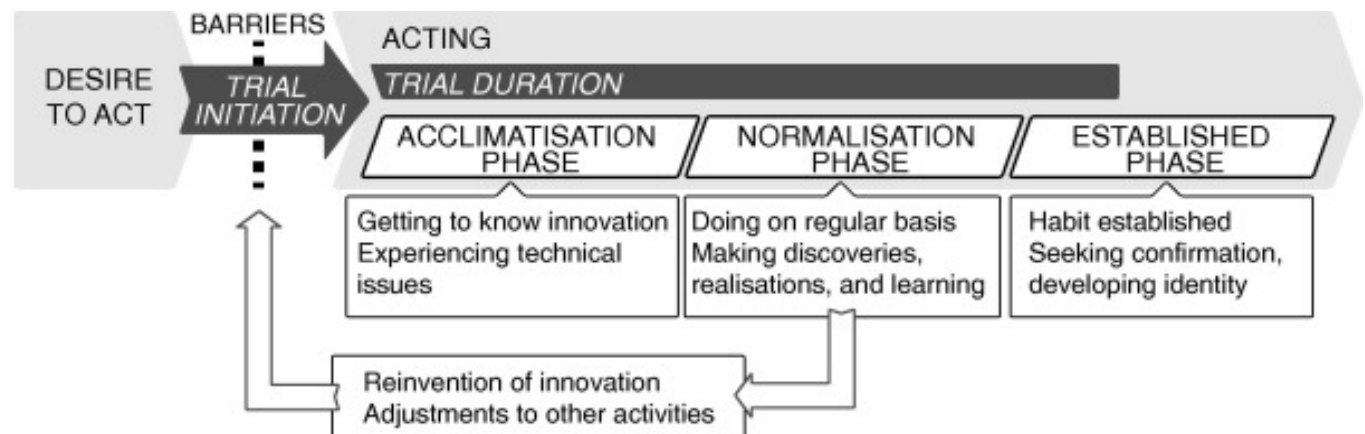 BARRIERS
DESIRE
TO ACT
TRIAL
INITIATION
ACTING
TRIAL DURATION
ACCLIMATISATION
PHASE
NORMALISATION
PHASE
ESTABLISHED
PHASE
Getting to know innovation
Experiencing technical
issues
Doing on regular basis
Making discoveries,
realisations, and learning
Habit established
Seeking confirmation,
developing identity
Reinvention of innovation
Adjustments to other activities